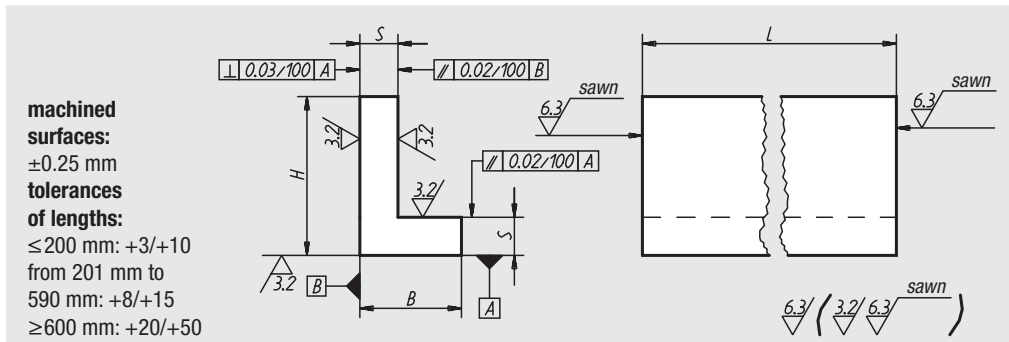 machined
surfaces:
±0.25 mm
tolerances
of lengths:
≤200 mm: +3/+10
from 201 mm to
590 mm: +8/+15
≥600 mm: +20/+50
S
⊥ 0.03/100 A
// 0.02/100 B
3.2
3.2
H
// 0.02/100 A
3.2
S
3.2
B
B
A
L
6.3 sawn
6.3 sawn
6.3 ( 3.2 6.3 sawn )